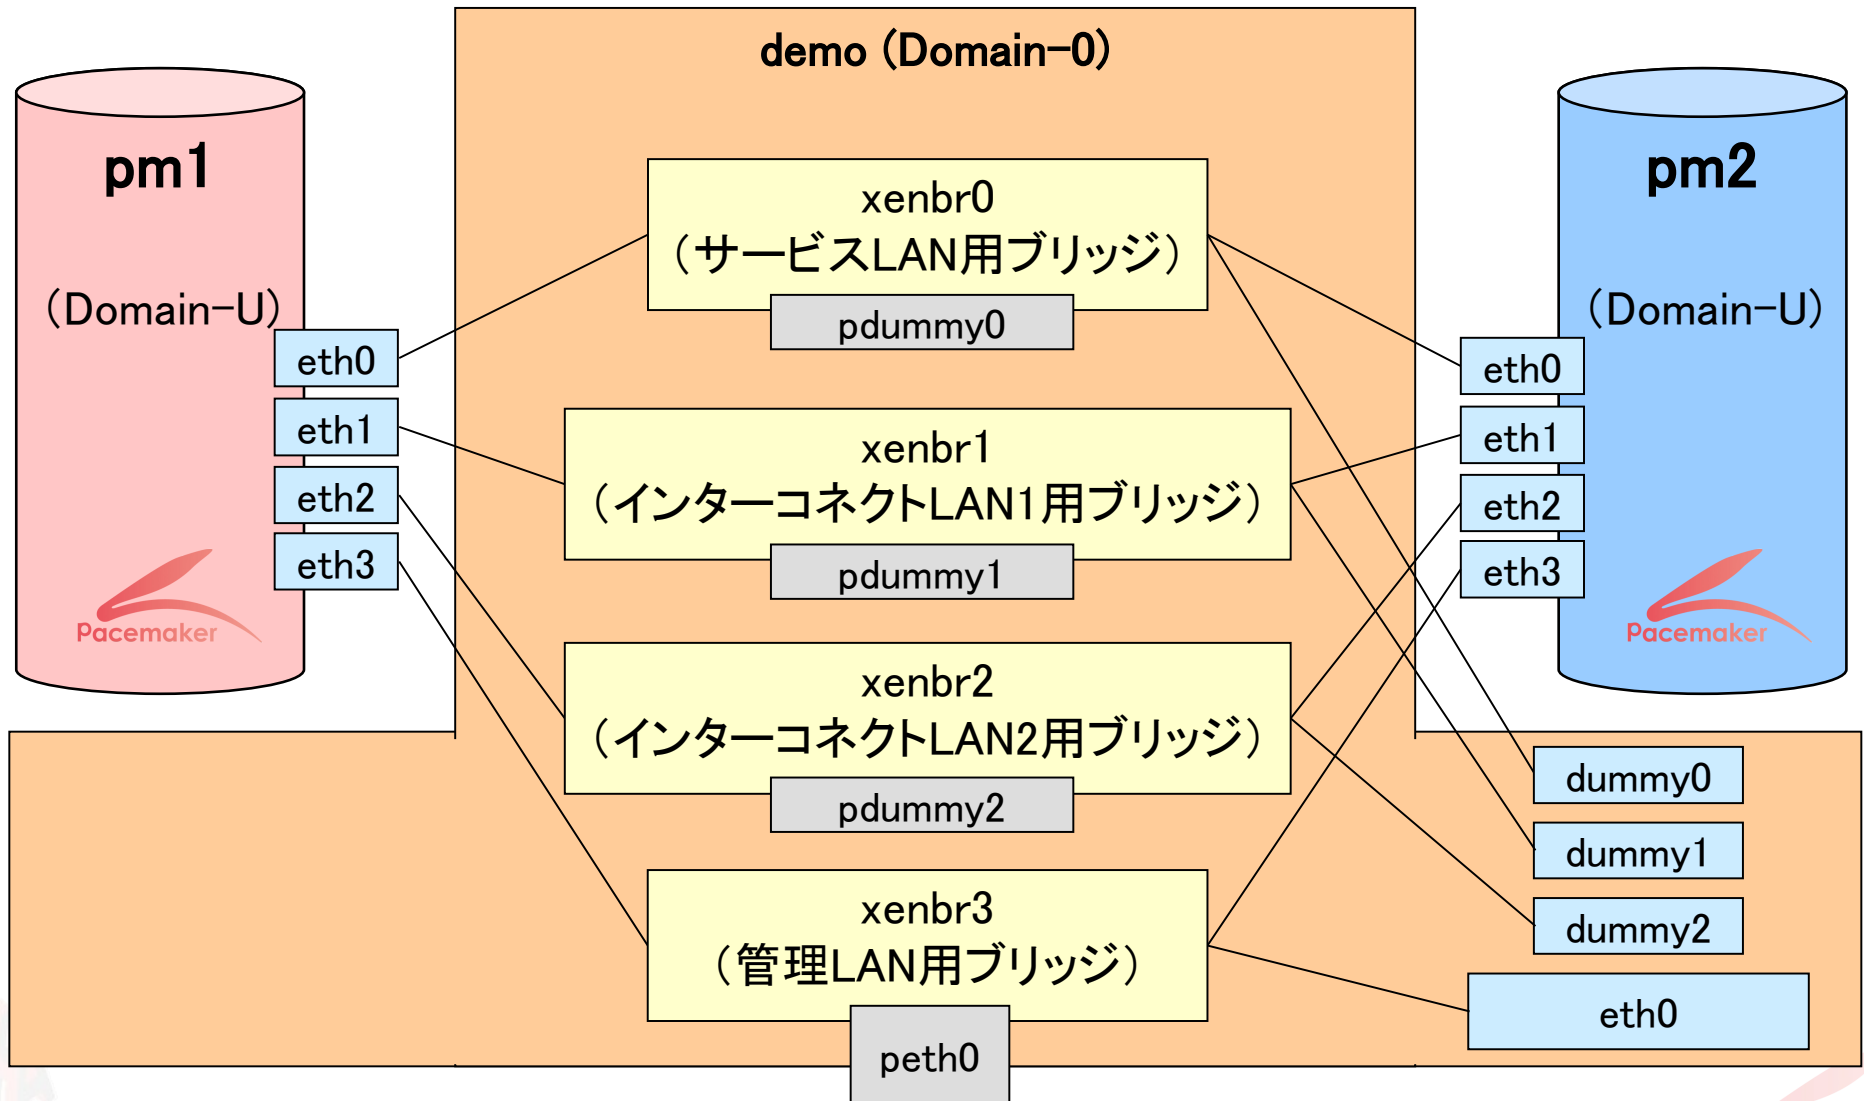 demo (Domain-0)
pm1
(Domain-U)
eth0
eth1
eth2
eth3
Pacemaker
xenbr0
（サービスLAN用ブリッジ）
pdummy0
xenbr1
（インターコネクトLAN1用ブリッジ）
pdummy1
xenbr2
（インターコネクトLAN2用ブリッジ）
pdummy2
xenbr3
（管理LAN用ブリッジ）
peth0
pm2
(Domain-U)
eth0
eth1
eth2
eth3
Pacemaker
dummy0
dummy1
dummy2
eth0